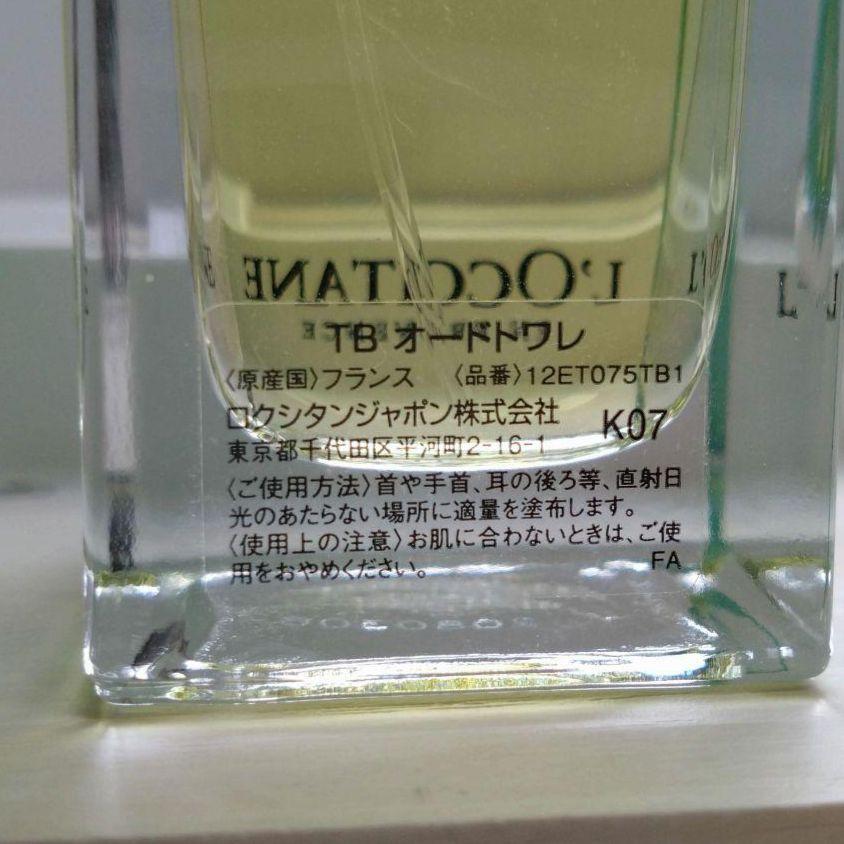 L'OCCITANE
TB オードトワレ
〈原産国〉フランス 〈品番〉12ET075TB1
ロクシタンジャポン株式会社
東京都千代田区平河町2-16-1 K07
〈ご使用方法〉首や手首、耳の後ろ等、直射日
光のあたらない場所に適量を塗布します。
〈使用上の注意〉お肌に合わないときは、ご使
用をおやめください。 FA